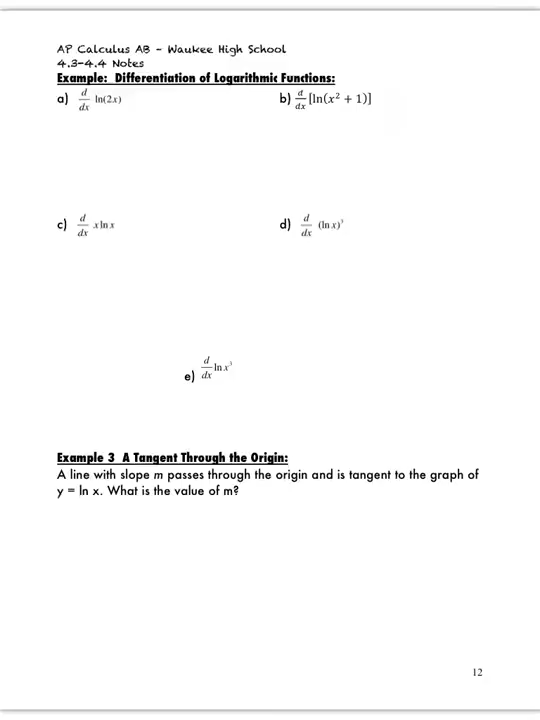 AP Calculus AB – Waukee High School
4.3-4.4 Notes
Example: Differentiation of Logarithmic Functions:
a) d/dx ln(2x) b) d/dx [ln(x² + 1)]
c) d/dx x ln x d) d/dx (ln x)³
e) d/dx ln x³
Example 3 A Tangent Through the Origin:
A line with slope m passes through the origin and is tangent to the graph of
y = ln x. What is the value of m?
12